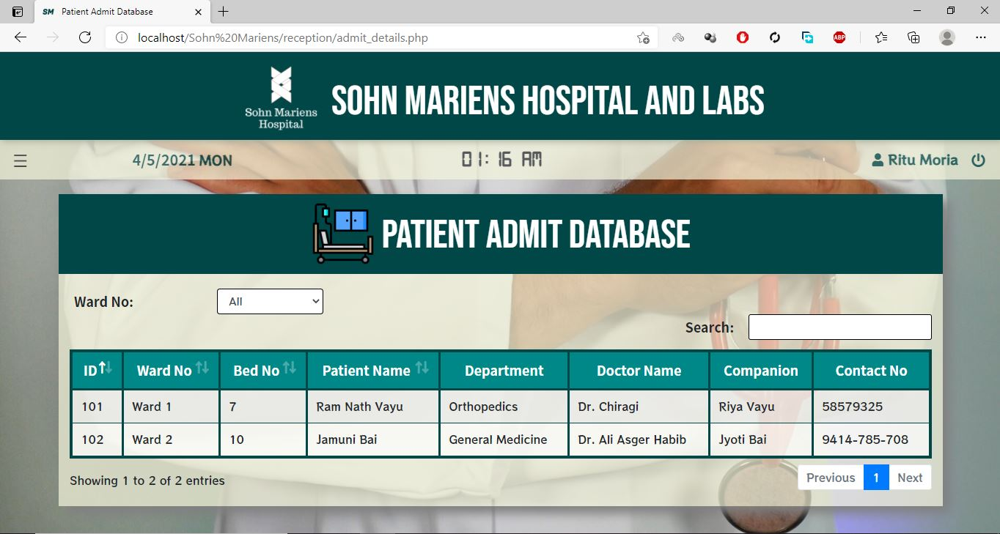 SM Patient Admit Database
localhost/Sohn%20Mariens/reception/admit_details.php
ABP
Sohn Mariens
Hospital
SOHN MARIENS HOSPITAL AND LABS
4/5/2021 MON
01: 16 AM
Ritu Moria
PATIENT ADMIT DATABASE
Ward No:
All
Search:
ID Ward No Bed No Patient Name Department Doctor Name Companion Contact No
101 Ward 1 7 Ram Nath Vayu Orthopedics Dr. Chiragi Riya Vayu 58579325
102 Ward 2 10 Jamuni Bai General Medicine Dr. Ali Asger Habib Jyoti Bai 9414-785-708
Showing 1 to 2 of 2 entries
Previous 1 Next